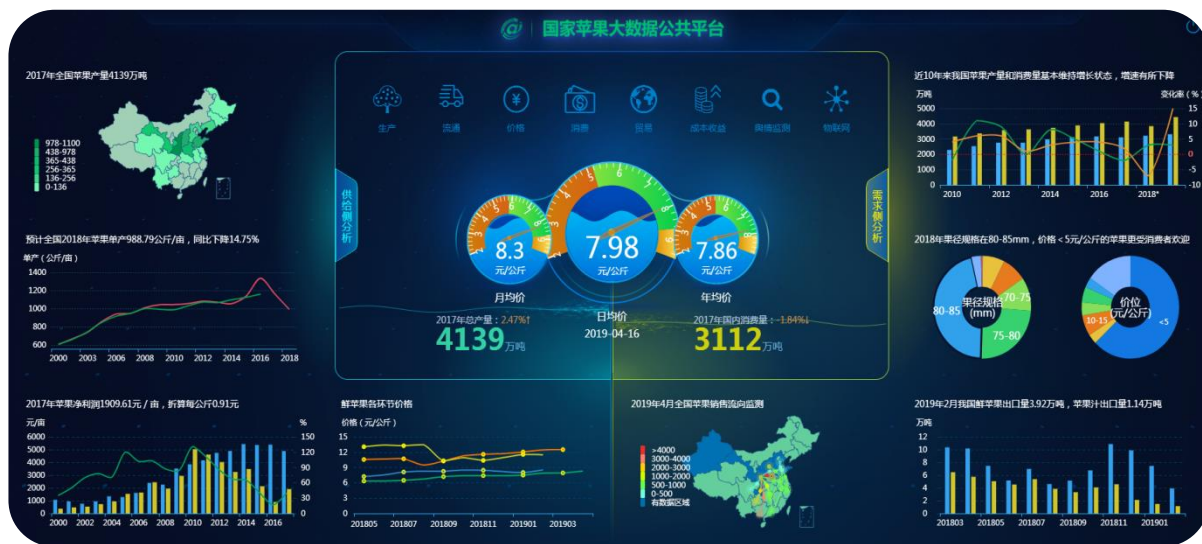 国家苹果大数据公共平台
2017年全国苹果产量4139万吨
978-1100
438-978
365-438
256-365
136-256
0-136
预计全国2018年苹果单产988.79公斤/亩，同比下降14.75%
单产（公斤/亩）
1400
1200
1000
800
600
2000 2003 2006 2008 2010 2012 2014 2016 2018
2017年苹果净利润1909.61元 / 亩，折算每公斤0.91元
元/亩 %
6000 150
5000 120
4000 90
3000 60
2000 30
1000 0
0
2000 2002 2004 2006 2008 2010 2012 2014 2016
生产 流通 价格 消费 贸易 成本收益 舆情监测 物联网
供给侧分析
需求侧分析
8.3
元/公斤
月均价
7.98
元/公斤
日均价
2019-04-16
7.86
元/公斤
年均价
2017年总产量：2.47%↑
4139万吨
2017年国内消费量：-1.84%↓
3112万吨
鲜苹果各环节价格
价格（元/公斤）
15
12
9
6
3
0
201805 201807 201809 201811 201901 201903
2019年4月全国苹果销售流向监测
>4000
3000-4000
2000-3000
1000-2000
500-1000
0-500
有数据区域
近10年来我国苹果产量和消费量基本维持增长状态，增速有所下降
万吨 变化率（%）
5000 15
4000 10
3000 5
2000 0
1000 -5
0 -10
2010 2012 2014 2016 2018*
2018年果径规格在80-85mm，价格＜5元/公斤的苹果更受消费者欢迎
果径规格
(mm)
80-85
70-75
75-80
价位
(元/公斤)
10-15
<5
2019年2月我国鲜苹果出口量3.92万吨，苹果汁出口量1.14万吨
万吨
12
10
8
6
4
2
0
201803 201805 201807 201809 201811 201901